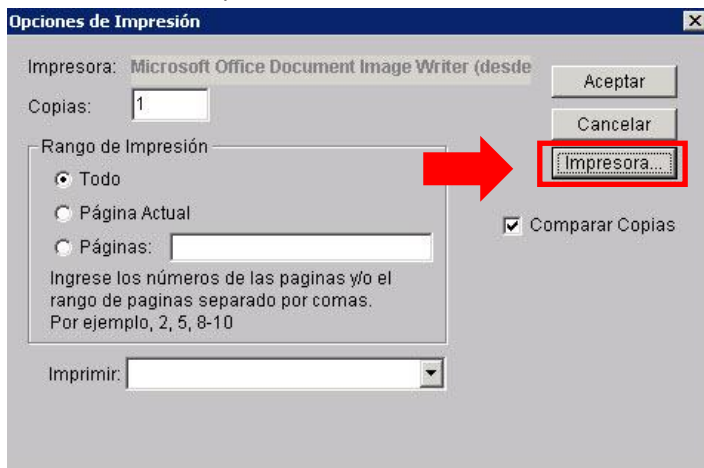 Opciones de Impresión
Impresora: Microsoft Office Document Image Writer (desde
Aceptar
Copias: 1
Cancelar
Rango de Impresión
Impresora...
Todo
Página Actual
Comparar Copias
Páginas:
Ingrese los números de las paginas y/o el
rango de paginas separado por comas.
Por ejemplo, 2, 5, 8-10
Imprimir: